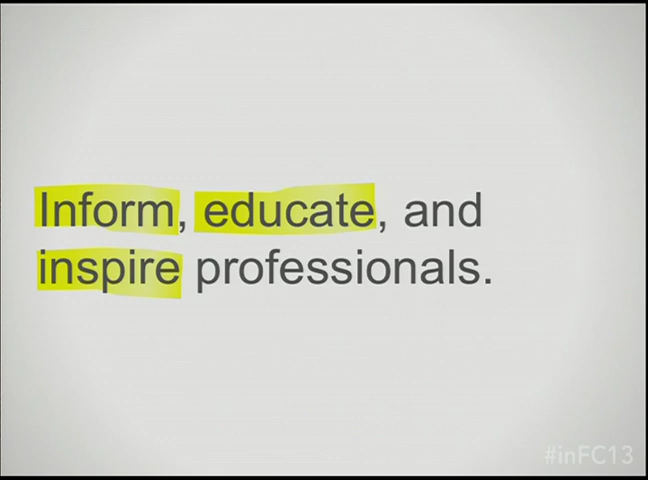 Inform, educate, and
inspire professionals.
#inFC13